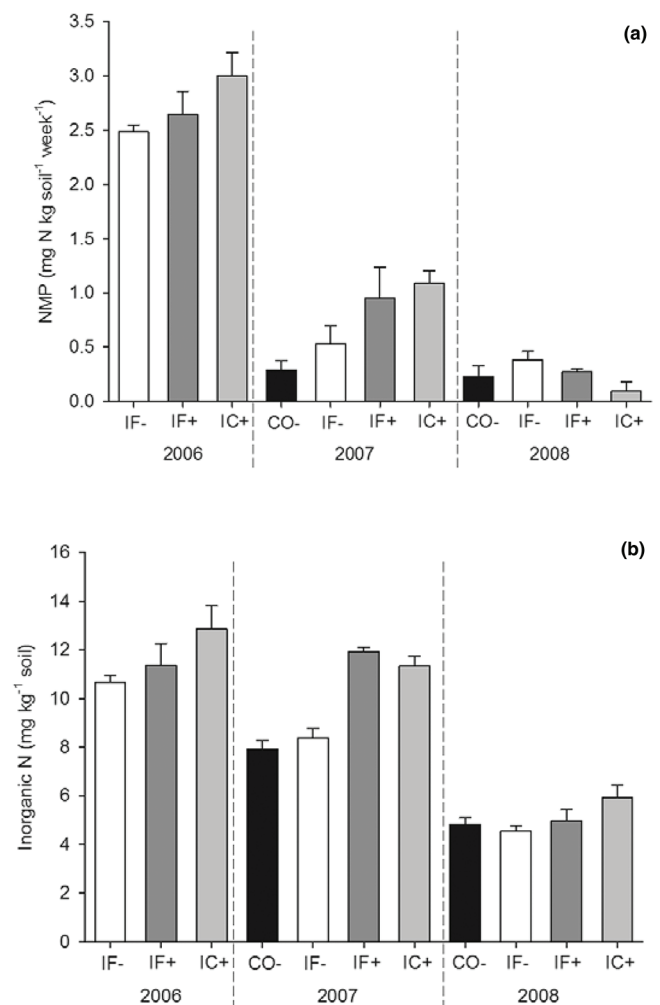 (a)
NMP (mg N kg soil⁻¹ week⁻¹)
3.5
3.0
2.5
2.0
1.5
1.0
0.5
0.0
IF- IF+ IC+ CO- IF- IF+ IC+ CO- IF- IF+ IC+
2006 2007 2008
(b)
Inorganic N (mg kg⁻¹ soil)
16
14
12
10
8
6
4
2
0
IF- IF+ IC+ CO- IF- IF+ IC+ CO- IF- IF+ IC+
2006 2007 2008